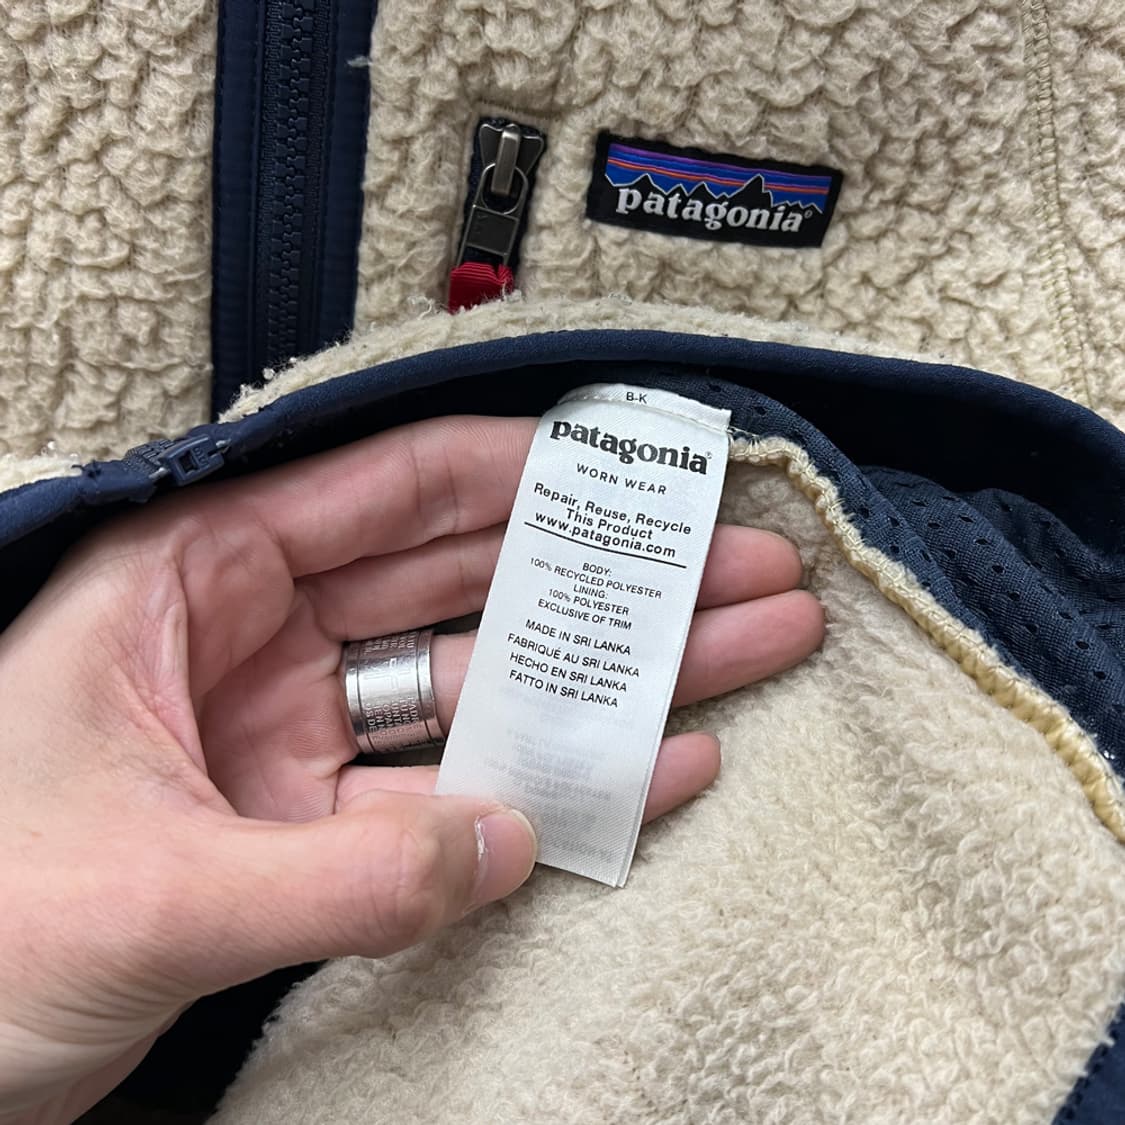 patagonia®
B-K
patagonia®
WORN WEAR
Repair, Reuse, Recycle
This Product
www.patagonia.com
BODY:
100% RECYCLED POLYESTER
LINING:
100% POLYESTER
EXCLUSIVE OF TRIM
MADE IN SRI LANKA
FABRIQUÉ AU SRI LANKA
HECHO EN SRI LANKA
FATTO IN SRI LANKA